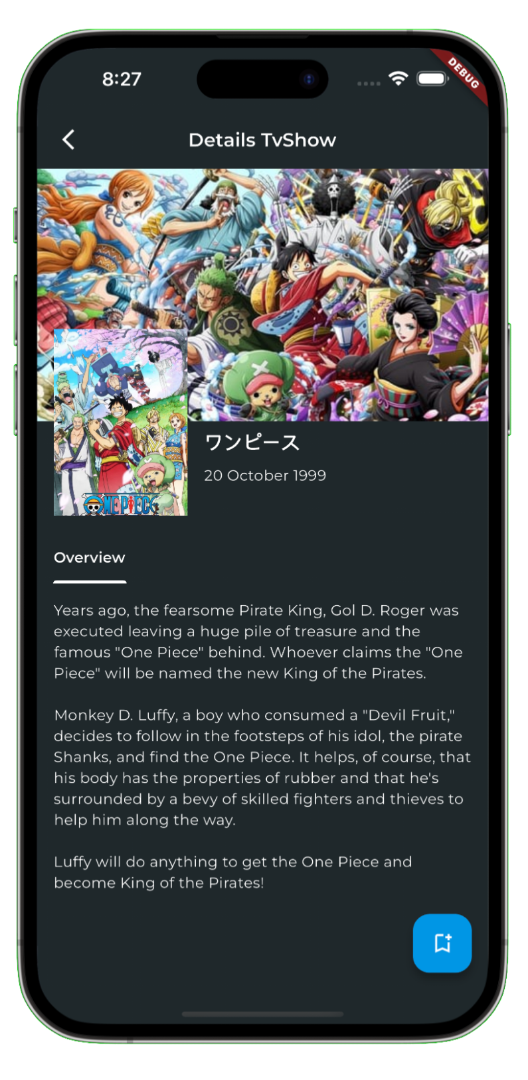 8:27
DEBUG
Details TvShow
ONE PIECE
ワンピース
20 October 1999
Overview
Years ago, the fearsome Pirate King, Gol D. Roger was
executed leaving a huge pile of treasure and the
famous "One Piece" behind. Whoever claims the "One
Piece" will be named the new King of the Pirates.
Monkey D. Luffy, a boy who consumed a "Devil Fruit,"
decides to follow in the footsteps of his idol, the pirate
Shanks, and find the One Piece. It helps, of course, that
his body has the properties of rubber and that he's
surrounded by a bevy of skilled fighters and thieves to
help him along the way.
Luffy will do anything to get the One Piece and
become King of the Pirates!